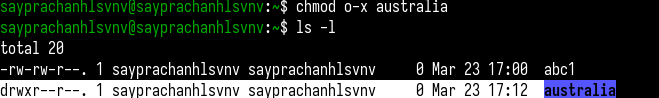 sayprachanhlsvnv@sayprachanhlsvnv:~$ chmod o-x australia
sayprachanhlsvnv@sayprachanhlsvnv:~$ ls -l
total 20
-rw-rw-r--. 1 sayprachanhlsvnv sayprachanhlsvnv     0 Mar 23 17:00  abc1
drwxr--r--. 1 sayprachanhlsvnv sayprachanhlsvnv     0 Mar 23 17:12  australia